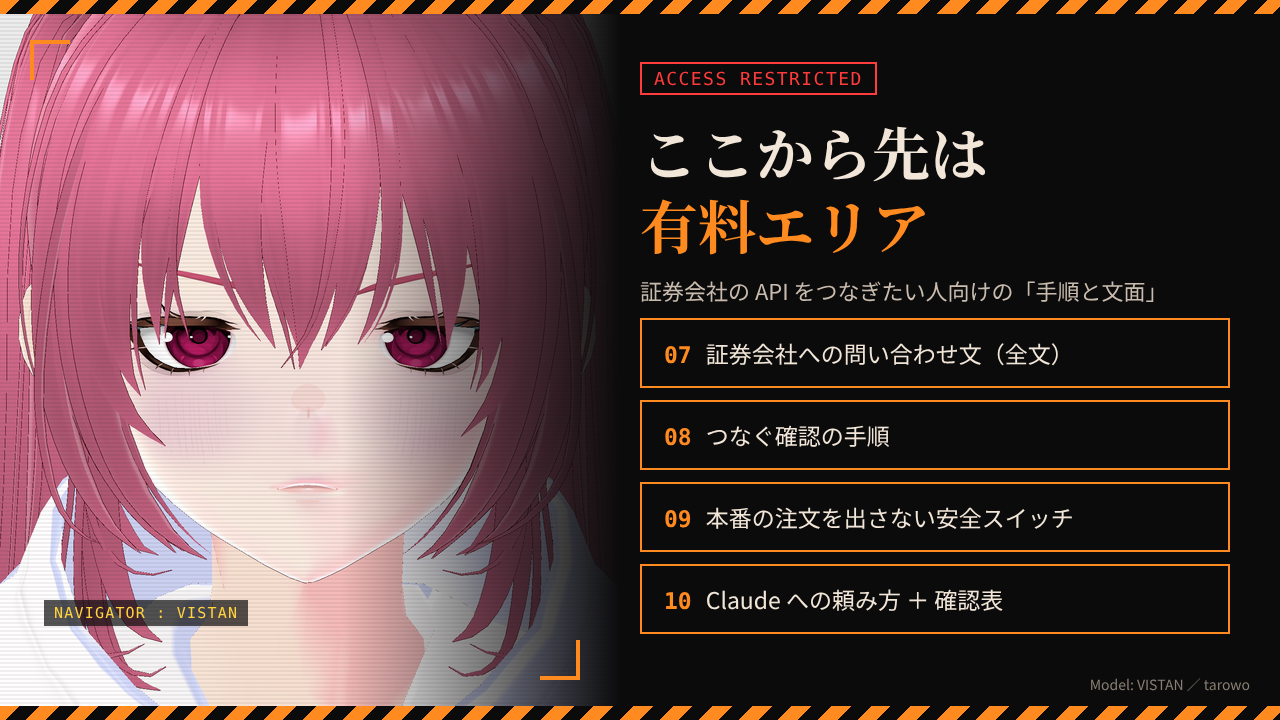 ACCESS RESTRICTED
ここから先は
有料エリア
証券会社の API をつなぎたい人向けの「手順と文面」
07 証券会社への問い合わせ文（全文）
08 つなぐ確認の手順
09 本番の注文を出さない安全スイッチ
10 Claude への頼み方 ＋ 確認表
NAVIGATOR : VISTAN
Model: VISTAN ／ tarowo